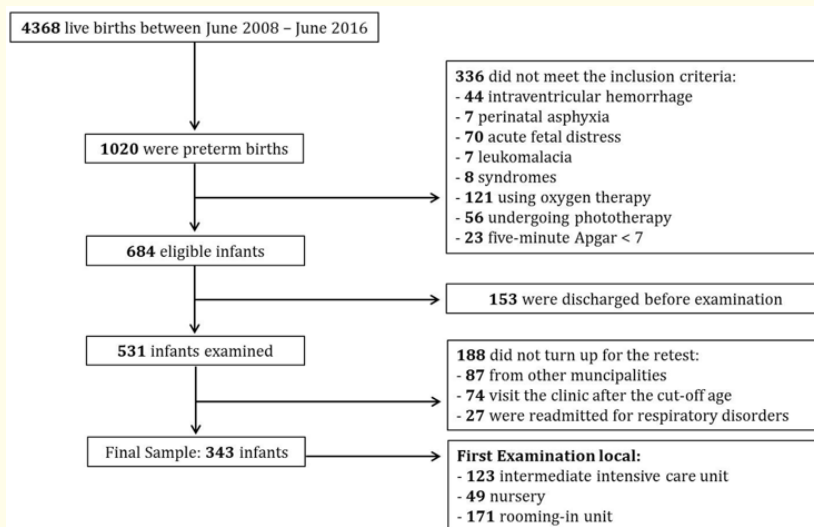 4368 live births between June 2008 – June 2016
336 did not meet the inclusion criteria:
- 44 intraventricular hemorrhage
- 7 perinatal asphyxia
- 70 acute fetal distress
- 7 leukomalacia
- 8 syndromes
- 121 using oxygen therapy
- 56 undergoing phototherapy
- 23 five-minute Apgar < 7
1020 were preterm births
684 eligible infants
153 were discharged before examination
531 infants examined
188 did not turn up for the retest:
- 87 from other muncipalities
- 74 visit the clinic after the cut-off age
- 27 were readmitted for respiratory disorders
Final Sample: 343 infants
First Examination local:
- 123 intermediate intensive care unit
- 49 nursery
- 171 rooming-in unit